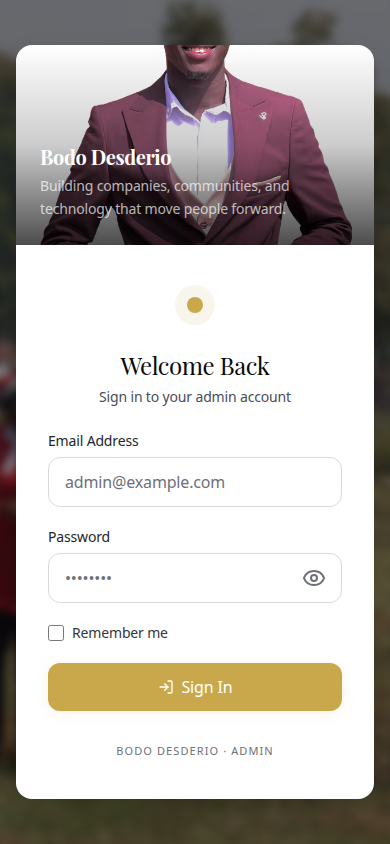 Bodo Desderio
Building companies, communities, and
technology that move people forward.
Welcome Back
Sign in to your admin account
Email Address
admin@example.com
Password
••••••••
Remember me
Sign In
BODO DESDERIO · ADMIN